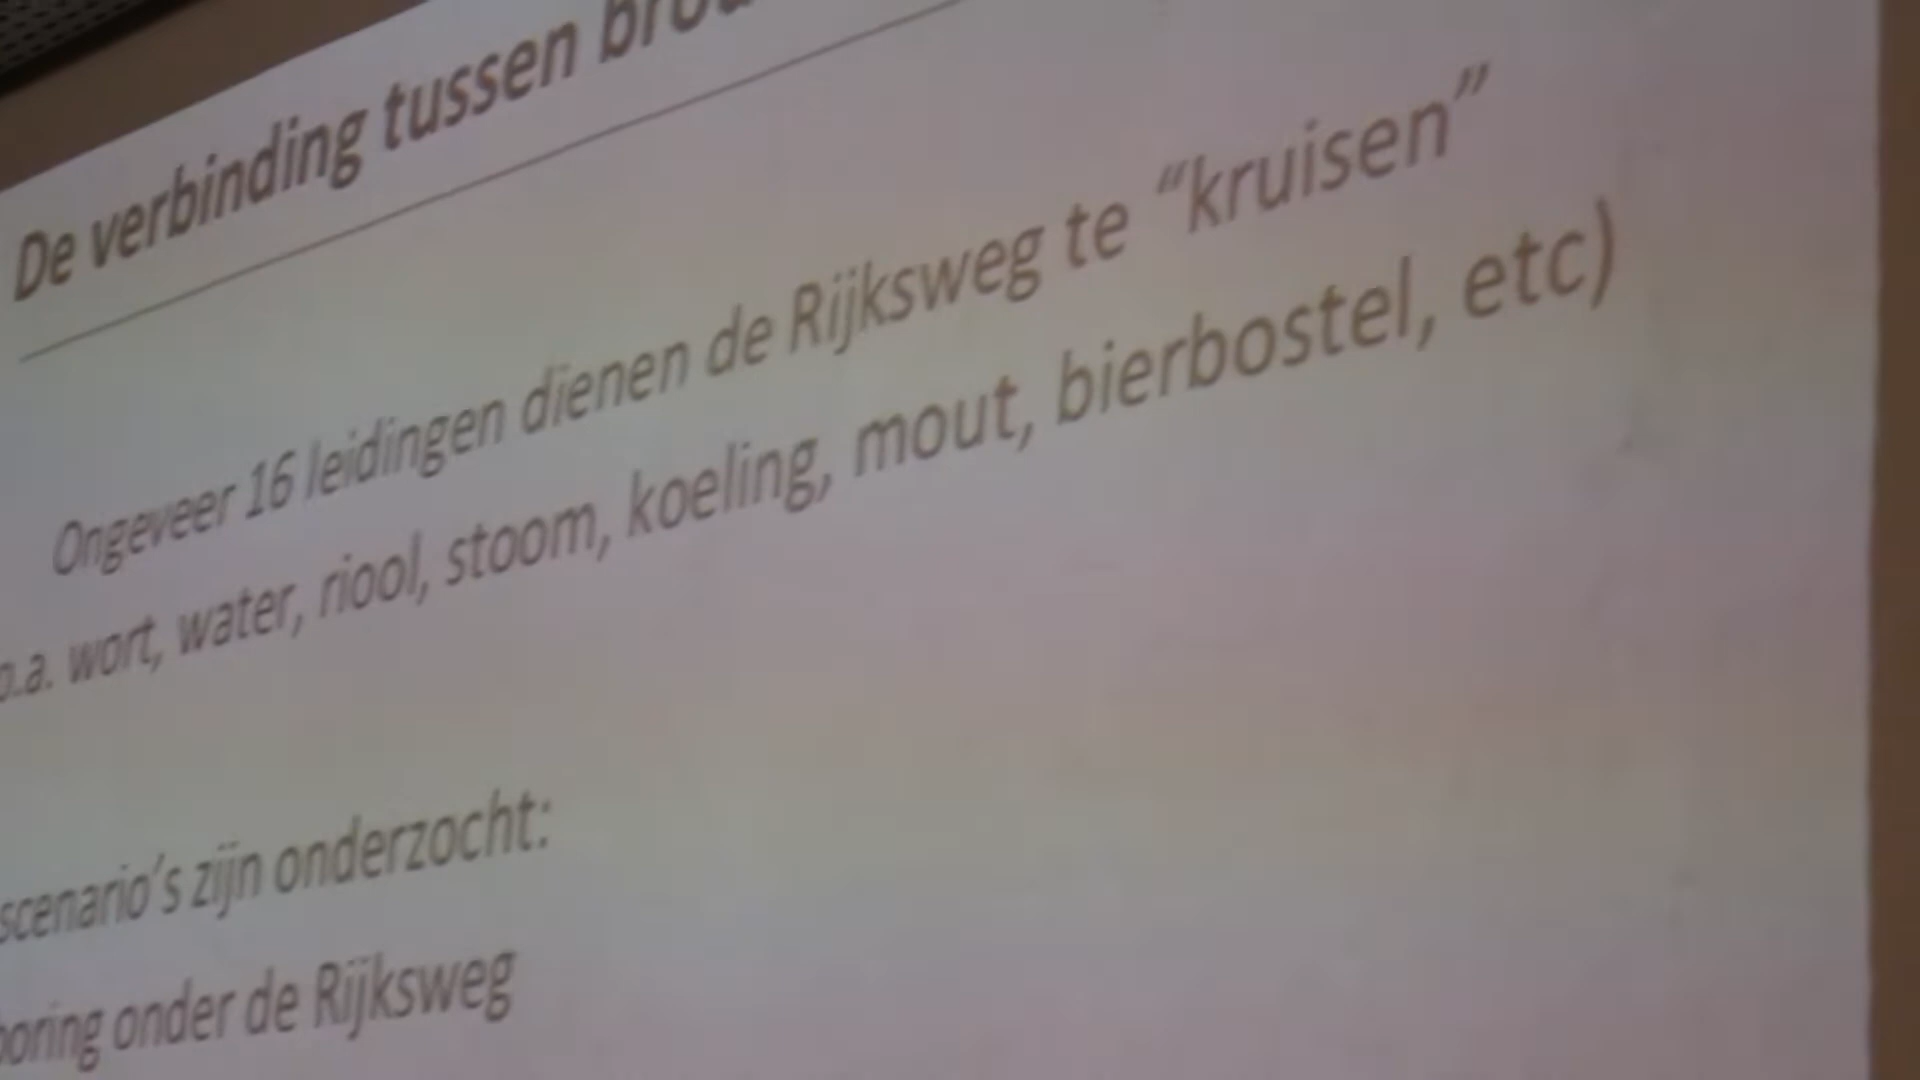 De verbinding tussen
Ongeveer 16 leidingen dienen de Rijksweg te “kruisen”
o.a. wort, water, riool, stoom, koeling, mout, bierbostel, etc)
scenario’s zijn onderzocht:
onder de Rijksweg